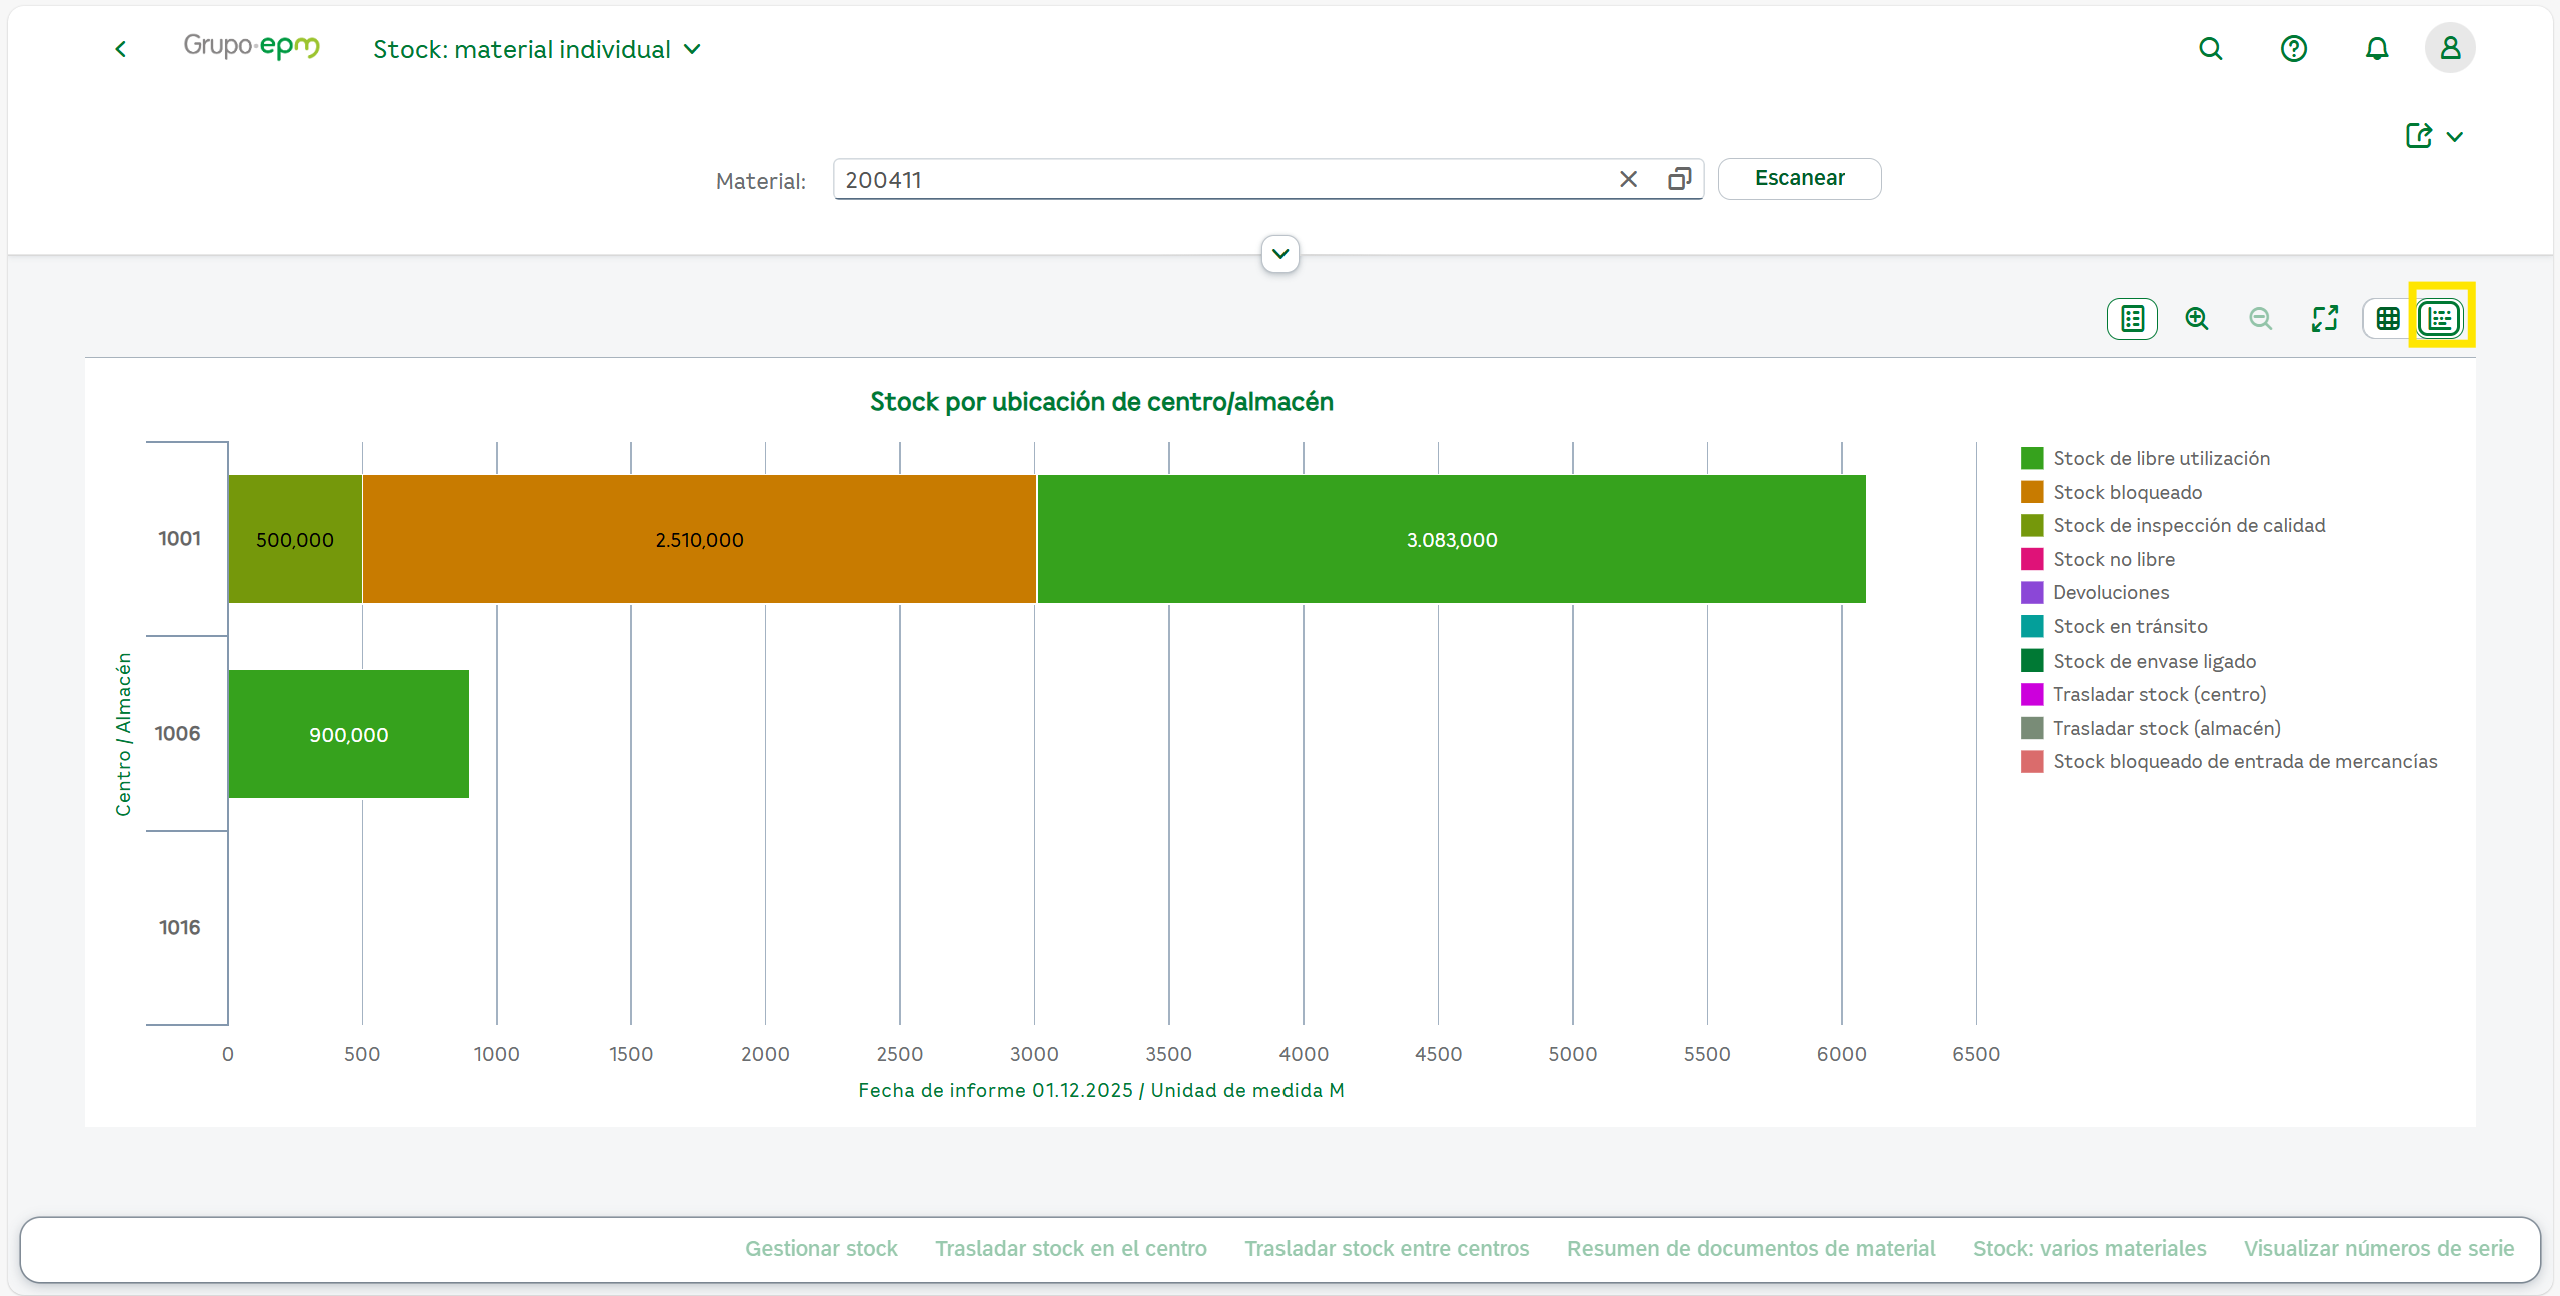 Grupo·epm
Stock: material individual
Material:
200411
Escanear
Stock por ubicación de centro/almacén
1001
500,000
2.510,000
3.083,000
1006
900,000
1016
Centro / Almacén
0
500
1000
1500
2000
2500
3000
3500
4000
4500
5000
5500
6000
6500
Fecha de informe 01.12.2025 / Unidad de medida M
Stock de libre utilización
Stock bloqueado
Stock de inspección de calidad
Stock no libre
Devoluciones
Stock en tránsito
Stock de envase ligado
Trasladar stock (centro)
Trasladar stock (almacén)
Stock bloqueado de entrada de mercancías
Gestionar stock
Trasladar stock en el centro
Trasladar stock entre centros
Resumen de documentos de material
Stock: varios materiales
Visualizar números de serie